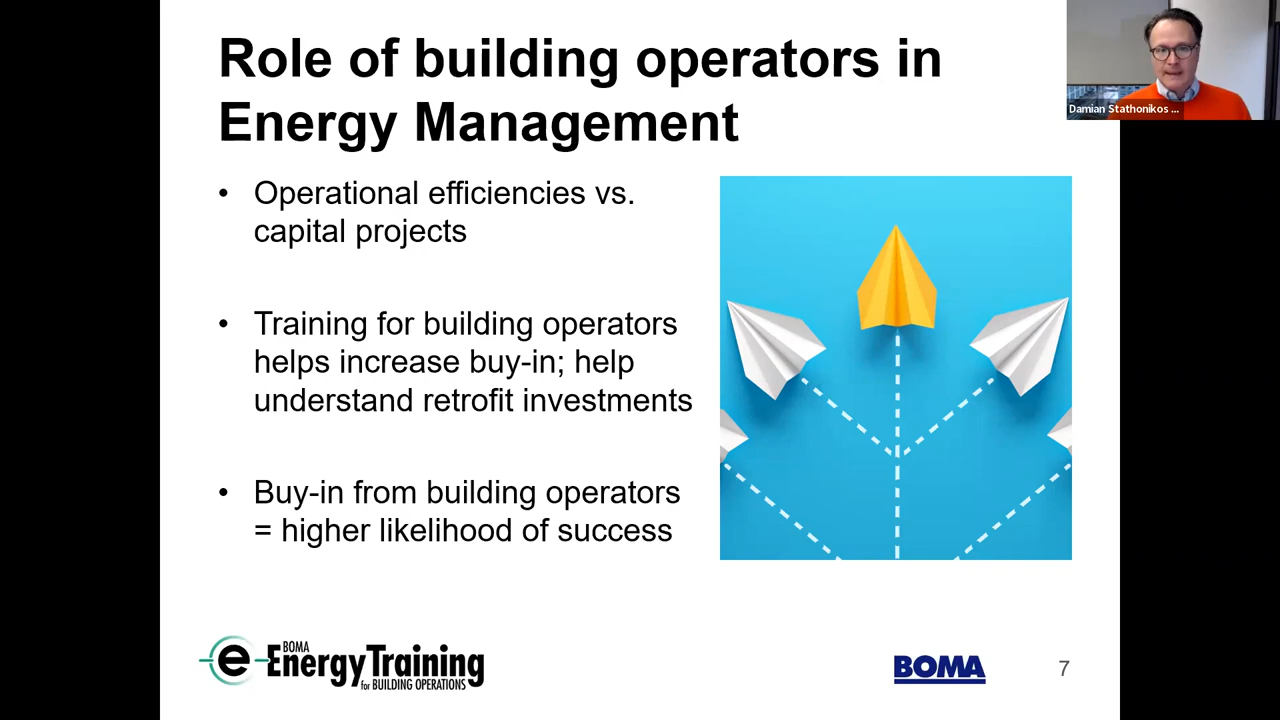 Role of building operators in
Energy Management
Damian Stathonikos ...
• Operational efficiencies vs.
capital projects
• Training for building operators
helps increase buy-in; help
understand retrofit investments
• Buy-in from building operators
= higher likelihood of success
e
BOMA
Energy Training
for BUILDING OPERATIONS
BOMA
7